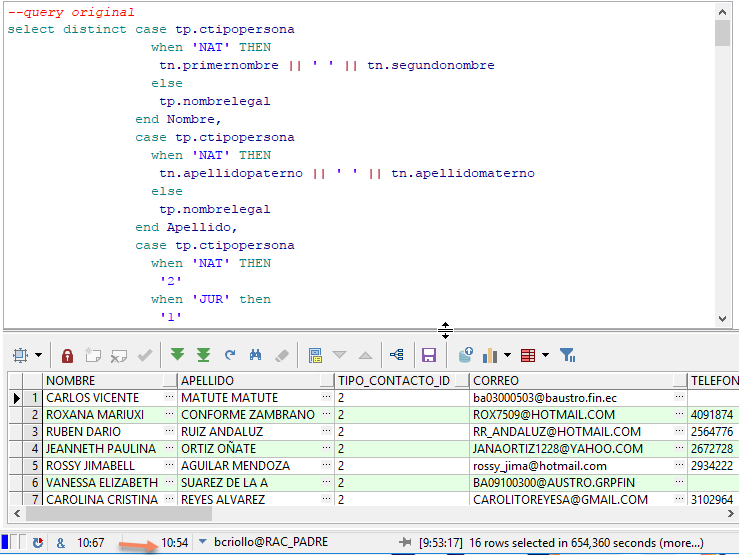 --query original
select distinct case tp.ctipopersona
when 'NAT' THEN
tn.primernombre || ' ' || tn.segundonombre
else
tp.nombrelegal
end Nombre,
case tp.ctipopersona
when 'NAT' THEN
tn.apellidopaterno || ' ' || tn.apellidomaterno
else
tp.nombrelegal
end Apellido,
case tp.ctipopersona
when 'NAT' THEN
'2'
when 'JUR' then
'1'
NOMBRE APELLIDO TIPO_CONTACTO_ID CORREO TELEFON
1 CARLOS VICENTE ... MATUTE MATUTE ... 2 ba03000503@baustro.fin.ec ...
2 ROXANA MARIUXI ... CONFORME ZAMBRANO ... 2 ROX7509@HOTMAIL.COM ... 4091874
3 RUBEN DARIO ... RUIZ ANDALUZ ... 2 RR_ANDALUZ@HOTMAIL.COM ... 2564776
4 JEANNETH PAULINA ... ORTIZ OÑATE ... 2 JANAORTIZ1228@YAHOO.COM ... 2672728
5 ROSSY JIMABELL ... AGUILAR MENDOZA ... 2 rossy_jima@hotmail.com ... 2934222
6 VANESSA ELIZABETH ... SUAREZ DE LA A ... 2 BA09100300@AUSTRO.GRPFIN ...
7 CAROLINA CRISTINA ... REYES ALVAREZ ... 2 CAROLITOREYESA@GMAIL.COM ... 3102964
& 10:67 10:54 bcriollo@RAC_PADRE [9:53:17] 16 rows selected in 654,360 seconds (more...)